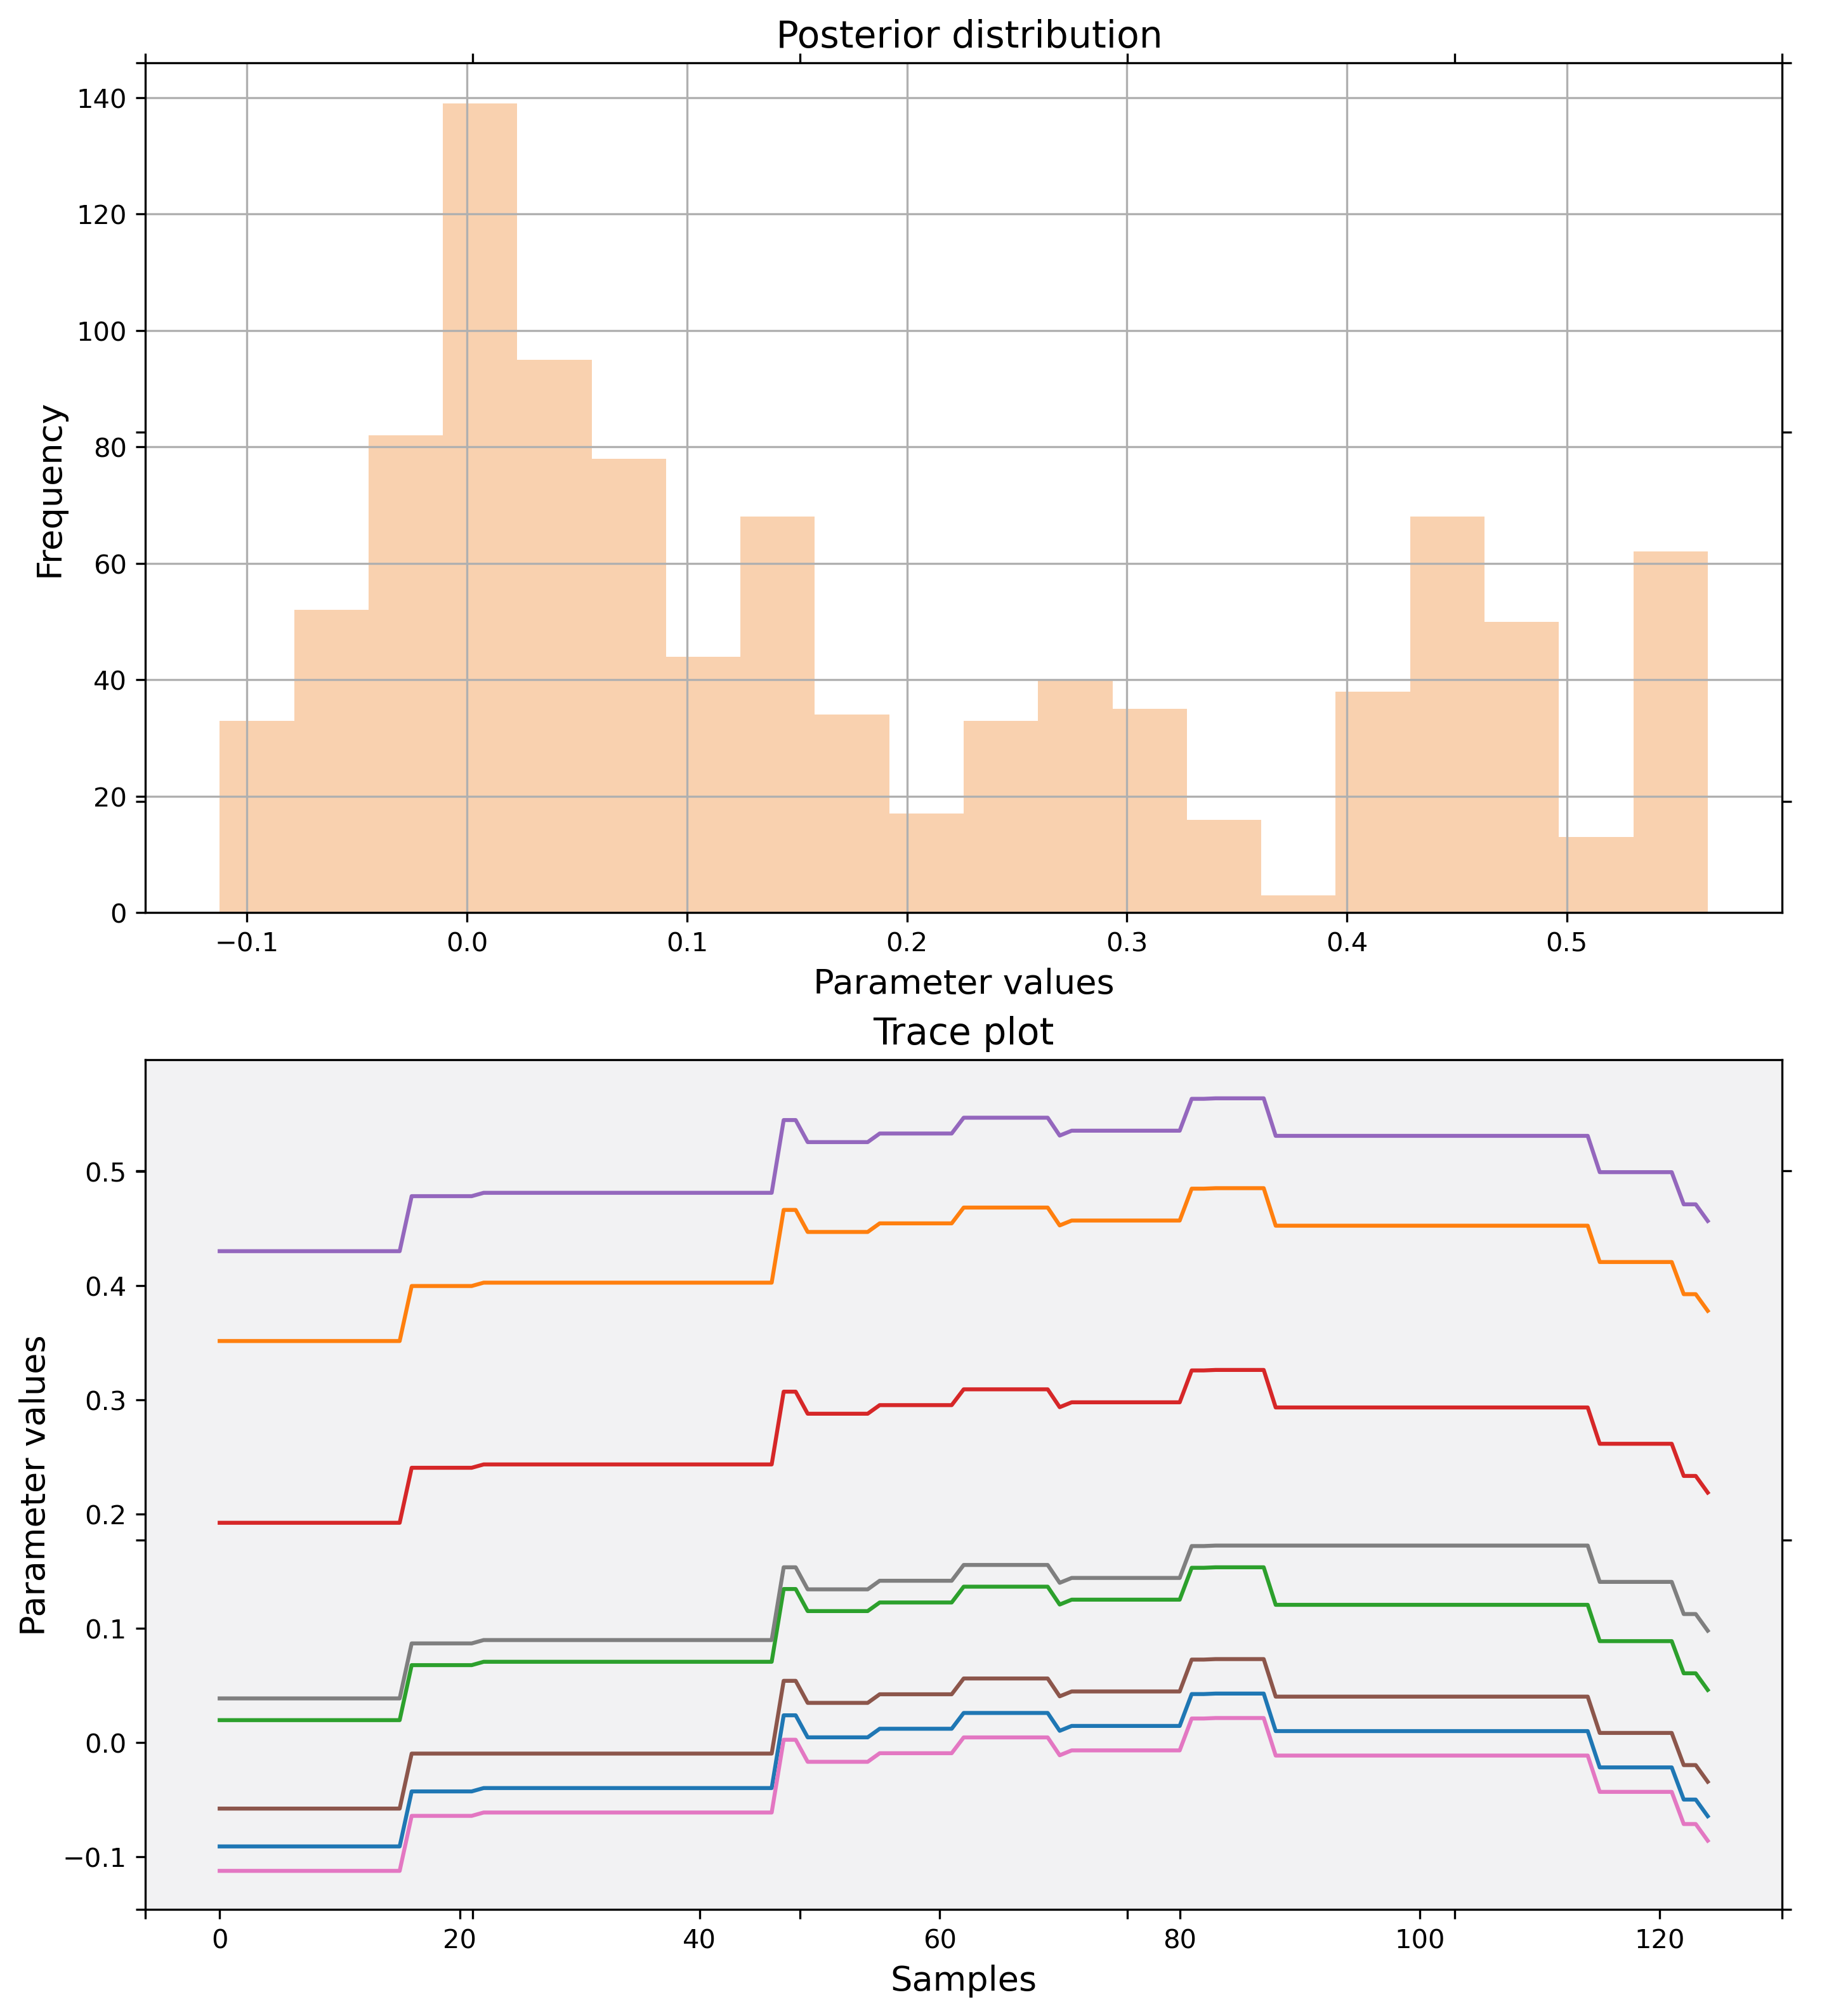 Posterior distribution
140
120
100
80
60
40
20
0
Frequency
−0.1 0.0 0.1 0.2 0.3 0.4 0.5
Parameter values
Trace plot
0.5
0.4
0.3
0.2
0.1
0.0
−0.1
Parameter values
0 20 40 60 80 100 120
Samples